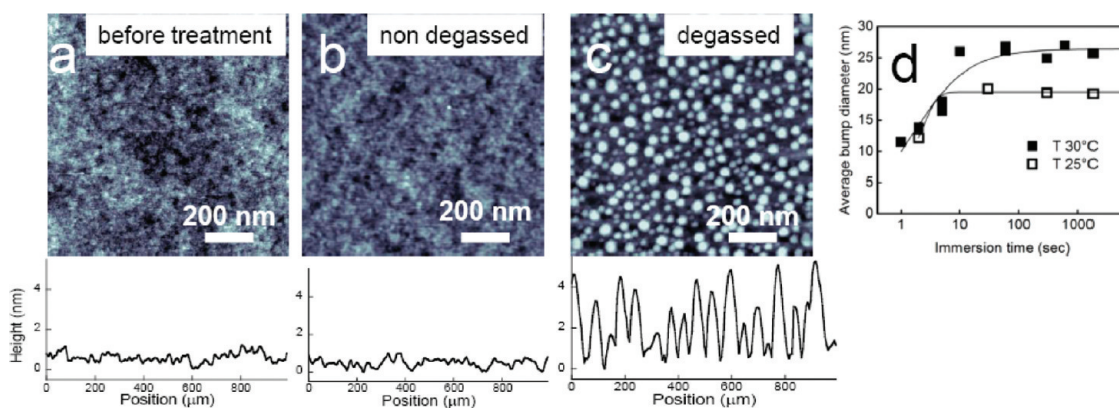 a
before treatment
200 nm
b
non degassed
200 nm
c
degassed
200 nm
Height (nm)
4
2
0
0 200 400 600 800
Position (μm)
4
2
0
0 200 400 600 800
Position (μm)
4
2
0
0 200 400 600 800
Position (μm)
d
Average bump diameter (nm)
30
25
20
15
10
5
0
T 30°C
T 25°C
1 10 100 1000
Immersion time (sec)